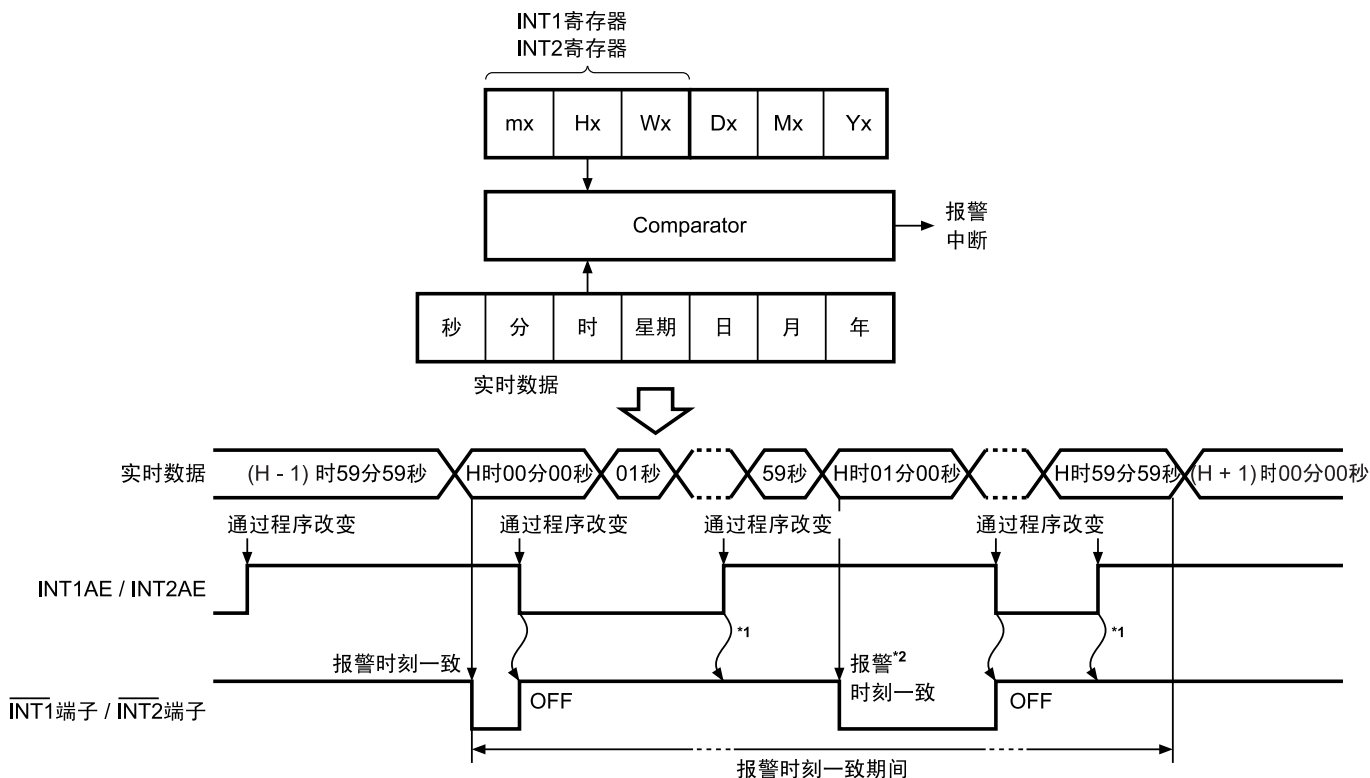 INT1寄存器
INT2寄存器
mx Hx Wx Dx Mx Yx
Comparator
报警
中断
秒 分 时 星期 日 月 年
实时数据
实时数据 (H - 1) 时59分59秒 H时00分00秒 01秒 59秒 H时01分00秒 H时59分59秒 (H + 1) 时00分00秒
通过程序改变 通过程序改变 通过程序改变 通过程序改变
INT1AE / INT2AE
*1 *1
报警时刻一致 报警*2
时刻一致
INT1端子 / INT2端子 OFF OFF
报警时刻一致期间